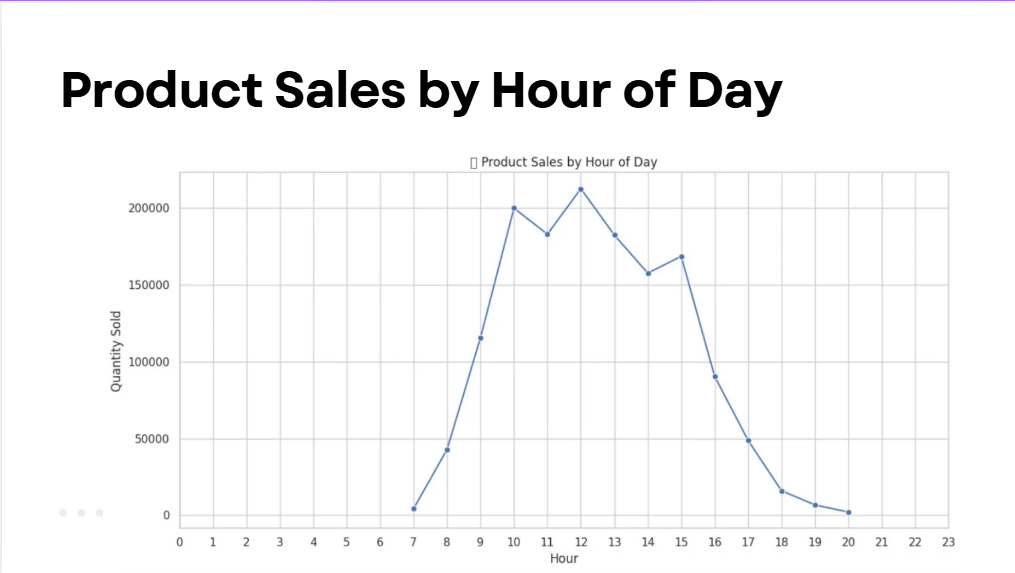 Product Sales by Hour of Day
Product Sales by Hour of Day
200000
150000
100000
50000
0
Quantity Sold
0 1 2 3 4 5 6 7 8 9 10 11 12 13 14 15 16 17 18 19 20 21 22 23
Hour